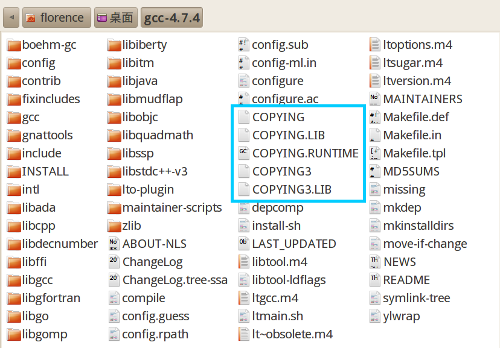 florence 桌面 gcc-4.7.4
boehm-gc
config
contrib
fixincludes
gcc
gnattools
include
INSTALL
intl
libada
libcpp
libdecnumber
libffi
libgcc
libgfortran
libgo
libgomp
libiberty
libitm
libjava
libmudflap
libobjc
libquadmath
libssp
libstdc++-v3
lto-plugin
maintainer-scripts
zlib
ABOUT-NLS
ChangeLog
ChangeLog.tree-ssa
compile
config.guess
config.rpath
config.sub
config-ml.in
configure
configure.ac
COPYING
COPYING.LIB
COPYING.RUNTIME
COPYING3
COPYING3.LIB
depcomp
install-sh
LAST_UPDATED
libtool.m4
libtool-ldflags
ltgcc.m4
ltmain.sh
lt~obsolete.m4
ltoptions.m4
ltsugar.m4
ltversion.m4
MAINTAINERS
Makefile.def
Makefile.in
Makefile.tpl
MD5SUMS
missing
mkdep
mkinstalldirs
move-if-change
NEWS
README
symlink-tree
ylwrap